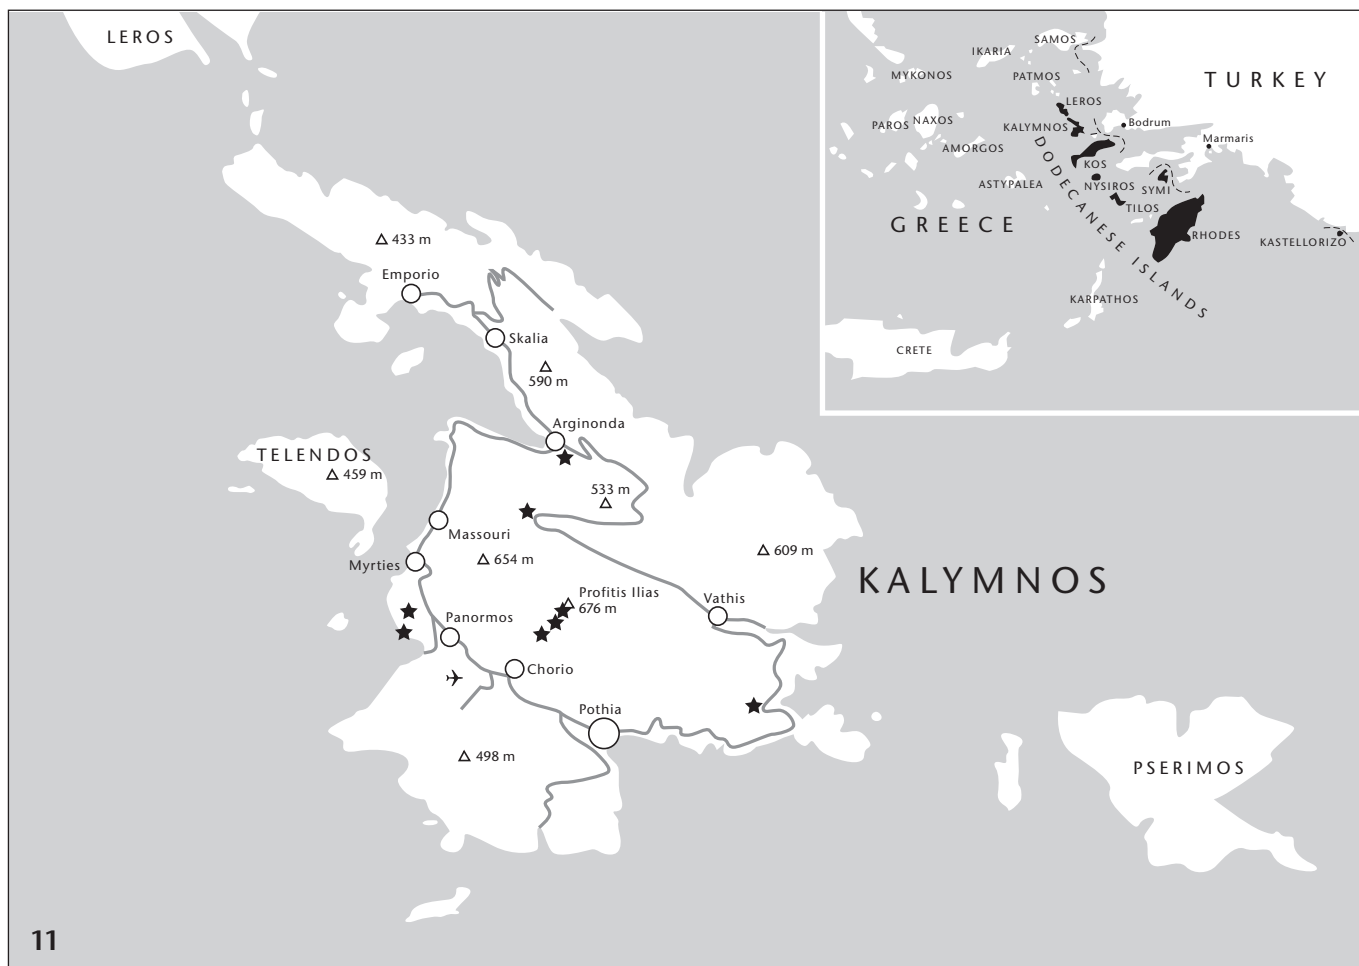 LEROS
433 m
Emporio
Skalia
590 m
Arginonda
TELENDOS
459 m
533 m
Massouri
654 m
609 m
Myrties
KALYMNOS
Profitis Ilias
676 m
Vathis
Panormos
Chorio
Pothia
498 m
PSERIMOS
11
SAMOS
IKARIA
MYKONOS
PATMOS
TURKEY
LEROS
PAROS
NAXOS
KALYMNOS
Bodrum
Marmaris
AMORGOS
KOS
ASTYPALEA
NYSIROS
SYMI
TILOS
GREECE
DODECANESE ISLANDS
RHODES
KASTELLORIZO
KARPATHOS
CRETE